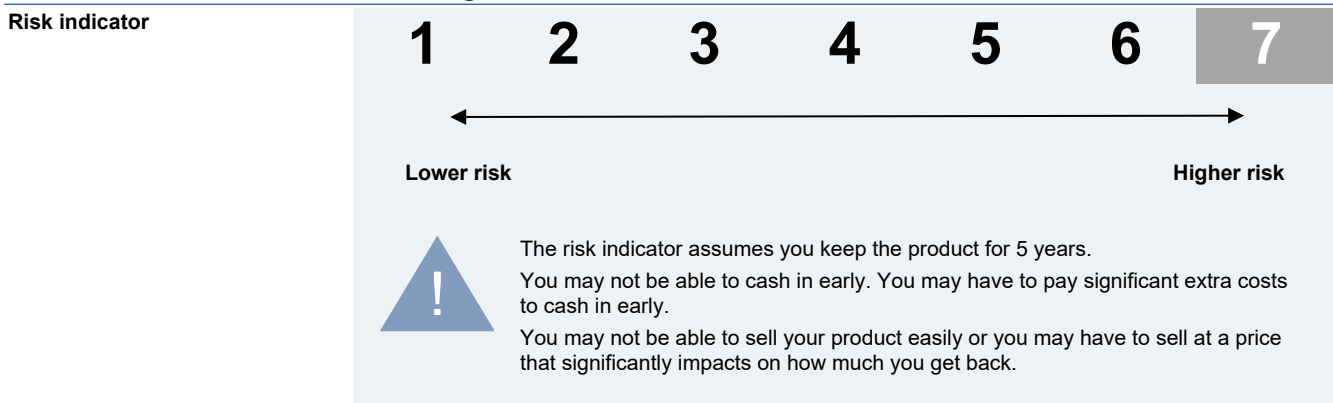 Risk indicator
1 2 3 4 5 6 7
Lower risk Higher risk
!
The risk indicator assumes you keep the product for 5 years.
You may not be able to cash in early. You may have to pay significant extra costs
to cash in early.
You may not be able to sell your product easily or you may have to sell at a price
that significantly impacts on how much you get back.